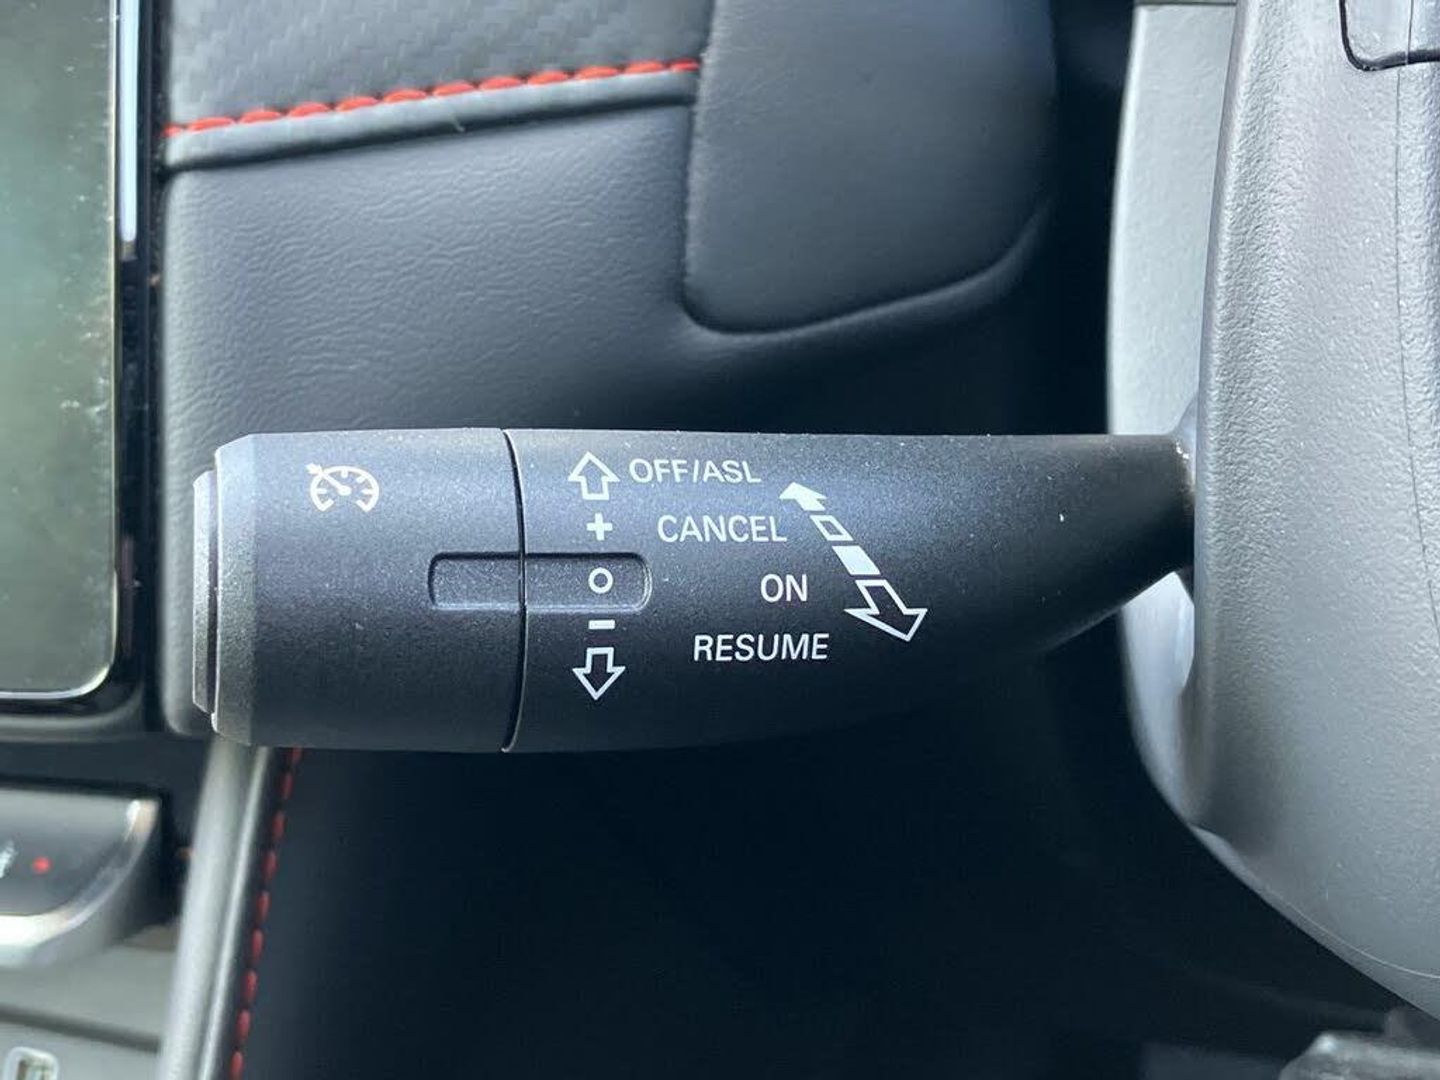 OFF/ASL
+ CANCEL
O ON
- RESUME